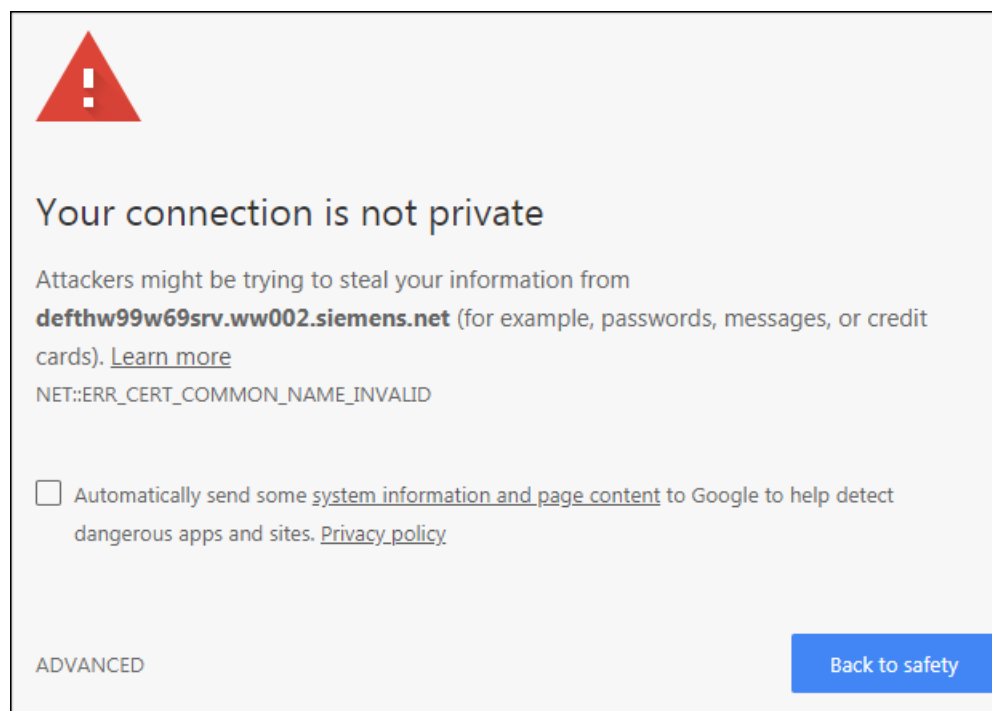 Your connection is not private
Attackers might be trying to steal your information from
defthw99w69srv.ww002.siemens.net (for example, passwords, messages, or credit
cards). Learn more
NET::ERR_CERT_COMMON_NAME_INVALID
Automatically send some system information and page content to Google to help detect
dangerous apps and sites. Privacy policy
ADVANCED
Back to safety